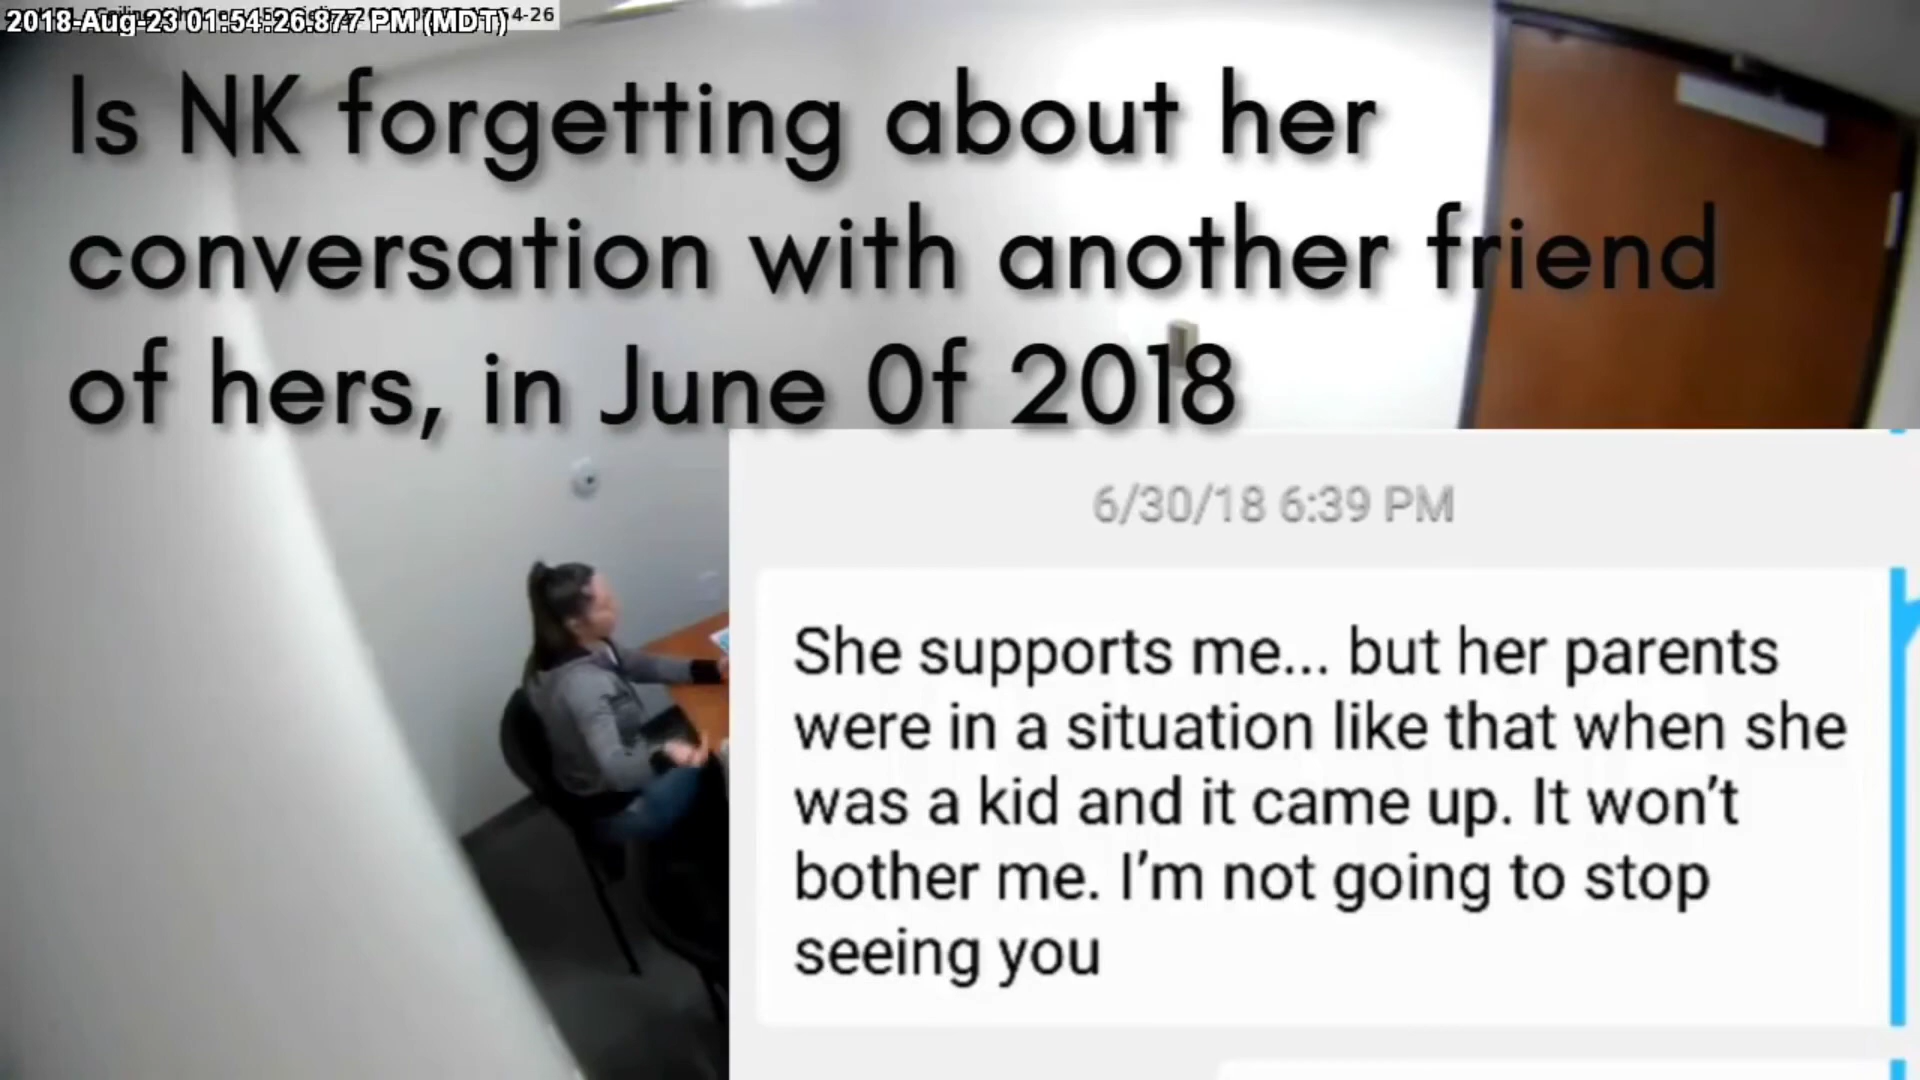 2018-Aug-23 01:54:26.877 PM (MDT)
54-26
Is NK forgetting about her
conversation with another friend
of hers, in June 0f 2018
6/30/18 6:39 PM
She supports me... but her parents
were in a situation like that when she
was a kid and it came up. It won't
bother me. I'm not going to stop
seeing you